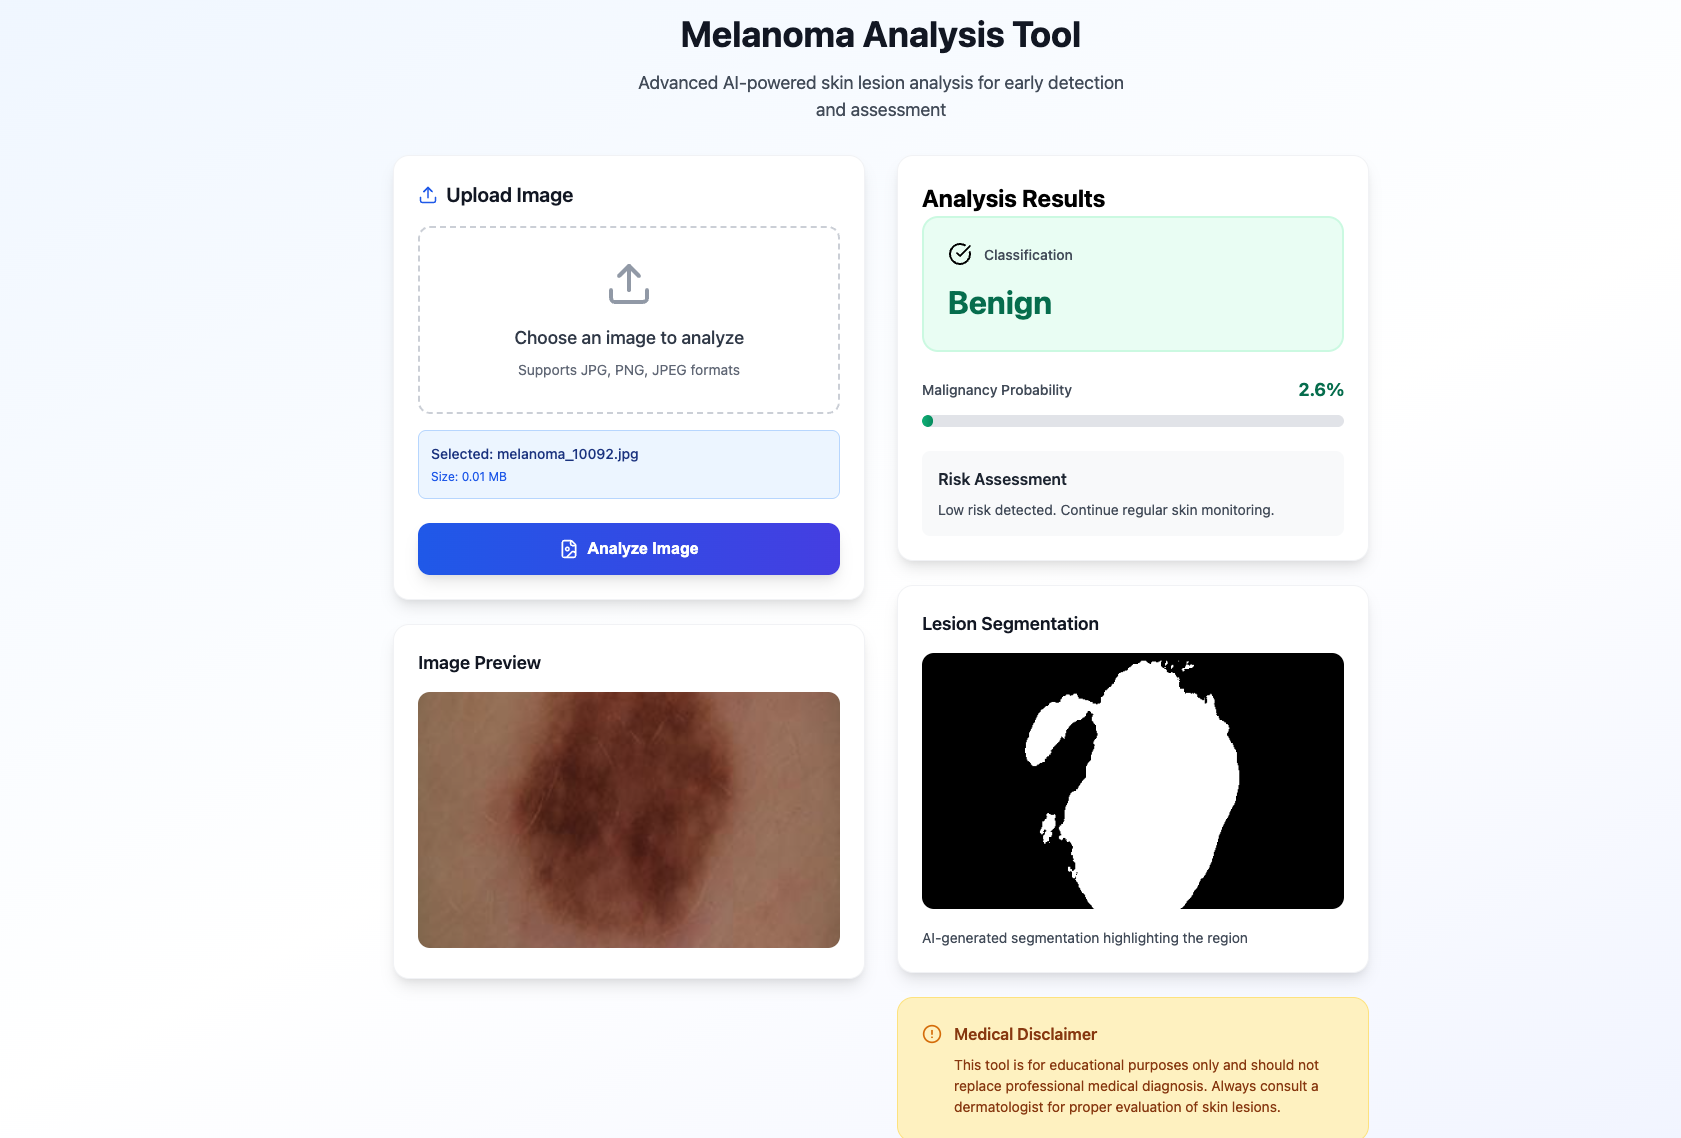 Melanoma Analysis Tool
Advanced AI-powered skin lesion analysis for early detection
and assessment
Upload Image
Choose an image to analyze
Supports JPG, PNG, JPEG formats
Selected: melanoma_10092.jpg
Size: 0.01 MB
Analyze Image
Image Preview
Analysis Results
Classification
Benign
Malignancy Probability
2.6%
Risk Assessment
Low risk detected. Continue regular skin monitoring.
Lesion Segmentation
AI-generated segmentation highlighting the region
Medical Disclaimer
This tool is for educational purposes only and should not
replace professional medical diagnosis. Always consult a
dermatologist for proper evaluation of skin lesions.